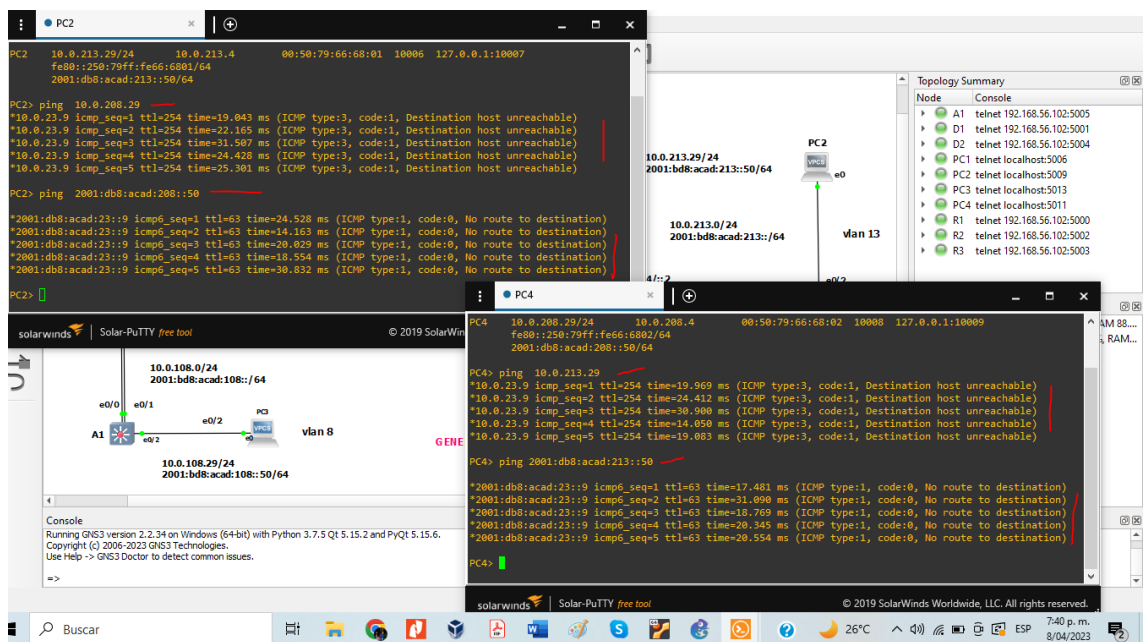 PC2
PC2 10.0.213.29/24 10.0.213.4 00:50:79:66:68:01 10006 127.0.0.1:10007
fe80::250:79ff:fe66:6801/64
2001:db8:acad:213::50/64
PC2> ping 10.0.208.29
*10.0.23.9 icmp_seq=1 ttl=254 time=19.043 ms (ICMP type:3, code:1, Destination host unreachable)
*10.0.23.9 icmp_seq=2 ttl=254 time=22.165 ms (ICMP type:3, code:1, Destination host unreachable)
*10.0.23.9 icmp_seq=3 ttl=254 time=31.507 ms (ICMP type:3, code:1, Destination host unreachable)
*10.0.23.9 icmp_seq=4 ttl=254 time=24.428 ms (ICMP type:3, code:1, Destination host unreachable)
*10.0.23.9 icmp_seq=5 ttl=254 time=25.301 ms (ICMP type:3, code:1, Destination host unreachable)
PC2> ping 2001:db8:acad:208::50
*2001:db8:acad:23::9 icmp6_seq=1 ttl=63 time=24.528 ms (ICMP type:1, code:0, No route to destination)
*2001:db8:acad:23::9 icmp6_seq=2 ttl=63 time=14.163 ms (ICMP type:1, code:0, No route to destination)
*2001:db8:acad:23::9 icmp6_seq=3 ttl=63 time=20.029 ms (ICMP type:1, code:0, No route to destination)
*2001:db8:acad:23::9 icmp6_seq=4 ttl=63 time=18.554 ms (ICMP type:1, code:0, No route to destination)
*2001:db8:acad:23::9 icmp6_seq=5 ttl=63 time=30.832 ms (ICMP type:1, code:0, No route to destination)
PC2>
solarwinds Solar-PuTTY free tool © 2019 SolarWin
PC2
10.0.213.29/24
2001:bd8:acad:213::50/64
VPCS
e0
10.0.213.0/24
2001:bd8:acad:213::/64
vlan 13
4/::2
e0/2
Topology Summary
Node Console
A1 telnet 192.168.56.102:5005
D1 telnet 192.168.56.102:5001
D2 telnet 192.168.56.102:5004
PC1 telnet localhost:5006
PC2 telnet localhost:5009
PC3 telnet localhost:5013
PC4 telnet localhost:5011
R1 telnet 192.168.56.102:5000
R2 telnet 192.168.56.102:5002
R3 telnet 192.168.56.102:5003
AM 88....
, RAM...
PC4
PC4 10.0.208.29/24 10.0.208.4 00:50:79:66:68:02 10008 127.0.0.1:10009
fe80::250:79ff:fe66:6802/64
2001:db8:acad:208::50/64
PC4> ping 10.0.213.29
*10.0.23.9 icmp_seq=1 ttl=254 time=19.969 ms (ICMP type:3, code:1, Destination host unreachable)
*10.0.23.9 icmp_seq=2 ttl=254 time=24.412 ms (ICMP type:3, code:1, Destination host unreachable)
*10.0.23.9 icmp_seq=3 ttl=254 time=30.900 ms (ICMP type:3, code:1, Destination host unreachable)
*10.0.23.9 icmp_seq=4 ttl=254 time=14.050 ms (ICMP type:3, code:1, Destination host unreachable)
*10.0.23.9 icmp_seq=5 ttl=254 time=19.083 ms (ICMP type:3, code:1, Destination host unreachable)
PC4> ping 2001:db8:acad:213::50
*2001:db8:acad:23::9 icmp6_seq=1 ttl=63 time=17.481 ms (ICMP type:1, code:0, No route to destination)
*2001:db8:acad:23::9 icmp6_seq=2 ttl=63 time=31.090 ms (ICMP type:1, code:0, No route to destination)
*2001:db8:acad:23::9 icmp6_seq=3 ttl=63 time=18.769 ms (ICMP type:1, code:0, No route to destination)
*2001:db8:acad:23::9 icmp6_seq=4 ttl=63 time=20.345 ms (ICMP type:1, code:0, No route to destination)
*2001:db8:acad:23::9 icmp6_seq=5 ttl=63 time=20.554 ms (ICMP type:1, code:0, No route to destination)
PC4>
solarwinds Solar-PuTTY free tool © 2019 SolarWinds Worldwide, LLC. All rights reserved.
10.0.108.0/24
2001:bd8:acad:108::/64
e0/0 e0/1
A1
e0/2
e0/2
PC3
VPCS
e0
vlan 8
GENE
10.0.108.29/24
2001:bd8:acad:108::50/64
Console
Running GNS3 version 2.2.34 on Windows (64-bit) with Python 3.7.5 Qt 5.15.2 and PyQt 5.15.6.
Copyright (c) 2006-2023 GNS3 Technologies.
Use Help -> GNS3 Doctor to detect common issues.
=>
Buscar
26°C
ESP
7:40 p. m.
8/04/2023
2